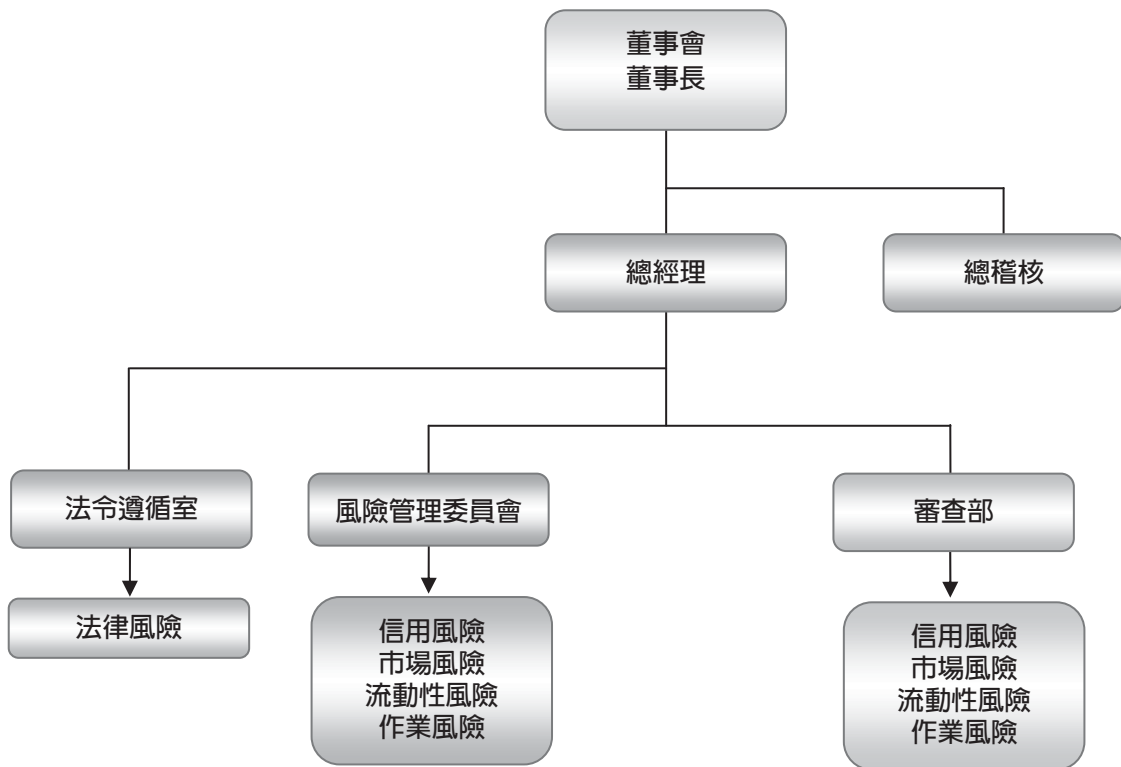 董事會
董事長
總經理
總稽核
法令遵循室
風險管理委員會
審查部
法律風險
信用風險
市場風險
流動性風險
作業風險
信用風險
市場風險
流動性風險
作業風險